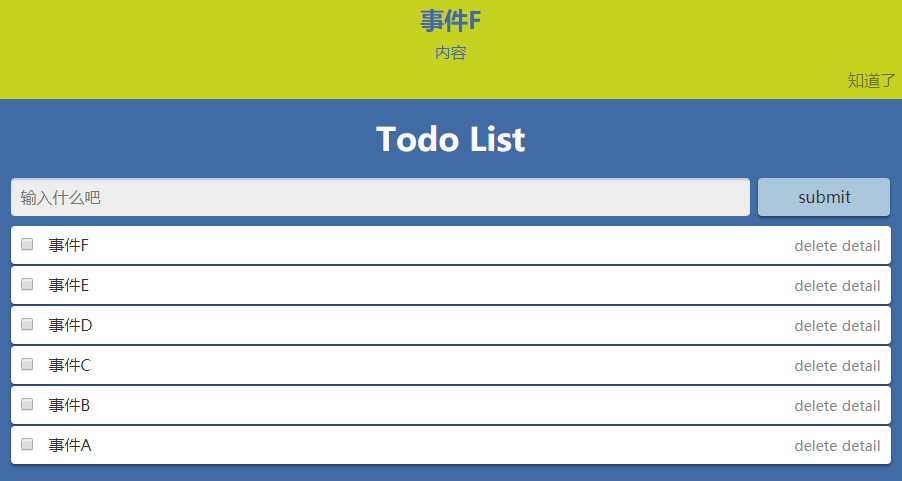 事件F
内容
知道了
Todo List
输入什么吧 submit
事件F delete detail
事件E delete detail
事件D delete detail
事件C delete detail
事件B delete detail
事件A delete detail